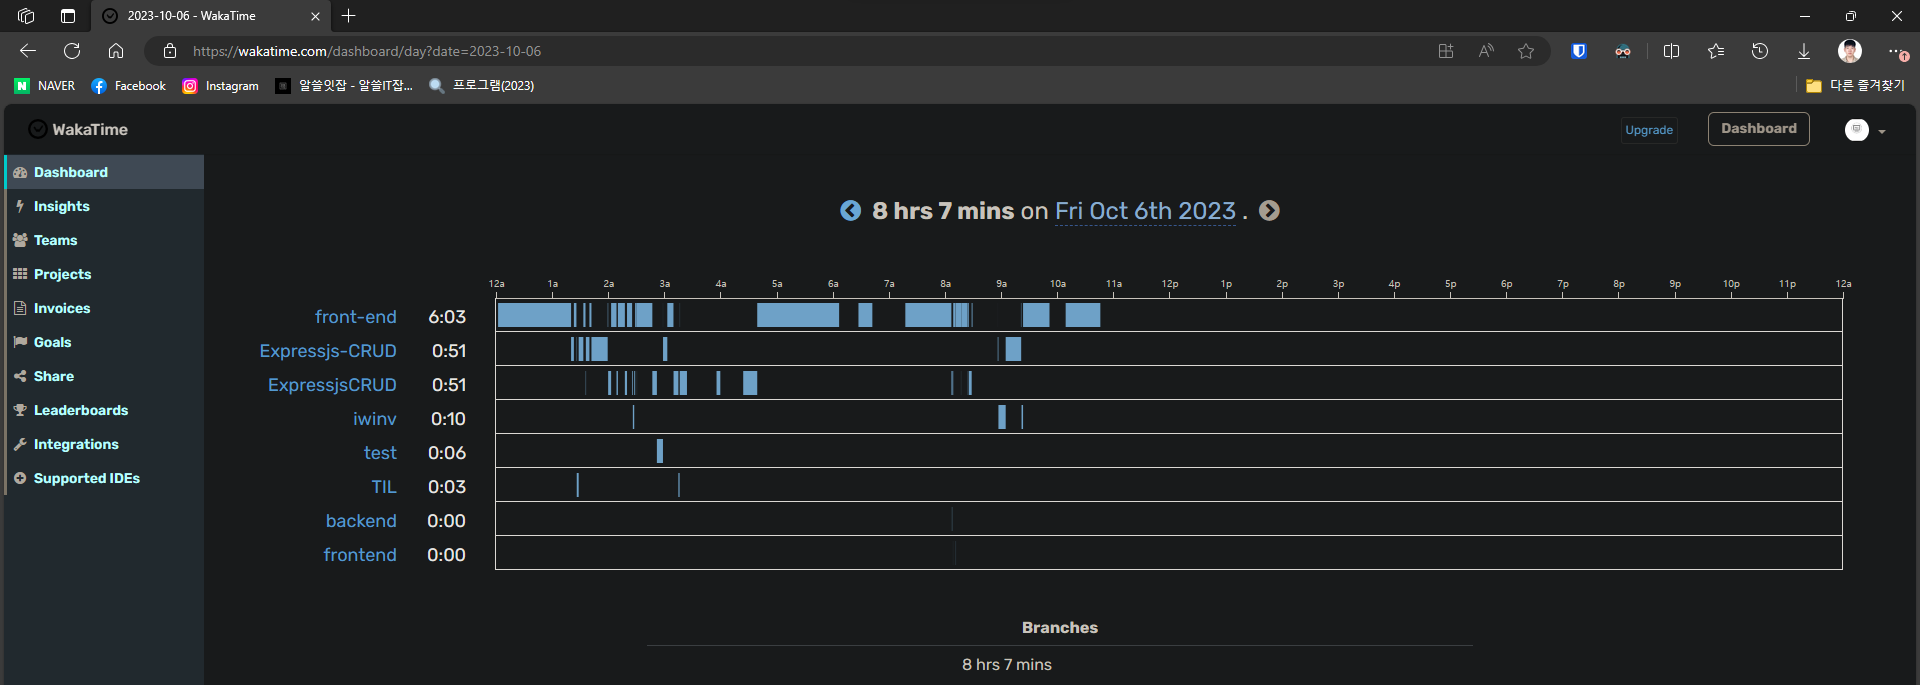 2023-10-06 - WakaTime
https://wakatime.com/dashboard/day?date=2023-10-06
NAVER Facebook Instagram 알쓸잇잡 - 알쓸IT잡... 프로그램(2023) 다른 즐겨찾기
WakaTime Upgrade Dashboard
Dashboard
Insights
Teams
Projects
Invoices
Goals
Share
Leaderboards
Integrations
Supported IDEs
8 hrs 7 mins on Fri Oct 6th 2023 .
12a 1a 2a 3a 4a 5a 6a 7a 8a 9a 10a 11a 12p 1p 2p 3p 4p 5p 6p 7p 8p 9p 10p 11p 12a
front-end 6:03
Expressjs-CRUD 0:51
ExpressjsCRUD 0:51
iwinv 0:10
test 0:06
TIL 0:03
backend 0:00
frontend 0:00
Branches
8 hrs 7 mins